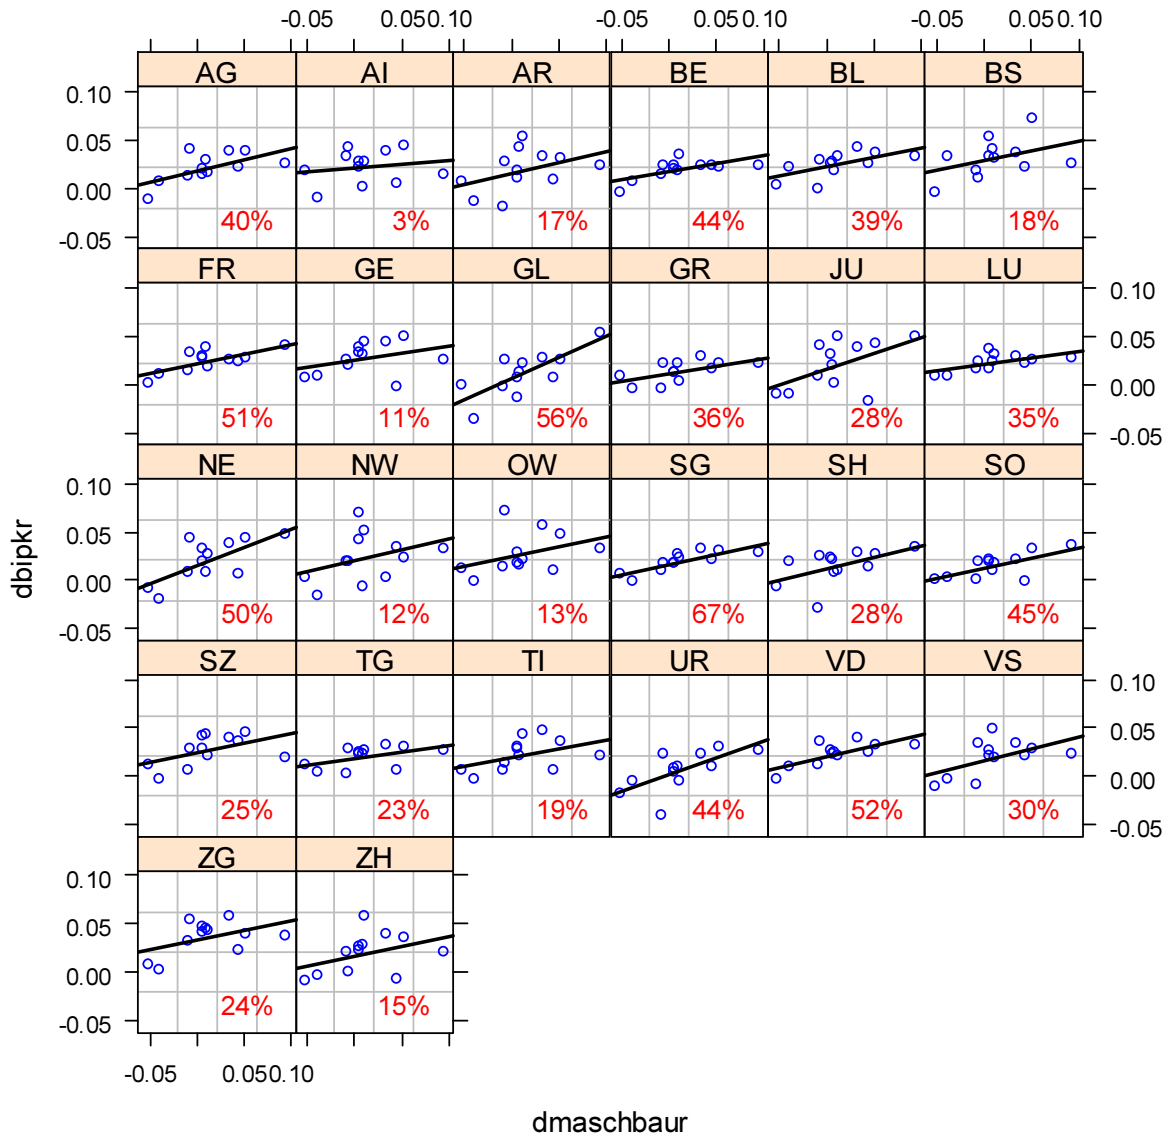 -0.05 0.05 0.10 -0.05 0.05 0.10 -0.05 0.05 0.10
AG AI AR BE BL BS
0.10
0.05
0.00
-0.05
40% 3% 17% 44% 39% 18%
FR GE GL GR JU LU
0.10
0.05
0.00
-0.05
51% 11% 56% 36% 28% 35%
NE NW OW SG SH SO
0.10
0.05
0.00
-0.05
50% 12% 13% 67% 28% 45%
dbipkr
SZ TG TI UR VD VS
0.10
0.05
0.00
-0.05
25% 23% 19% 44% 52% 30%
ZG ZH
0.10
0.05
0.00
-0.05
24% 15%
-0.05 0.05 0.10
dmaschbaur